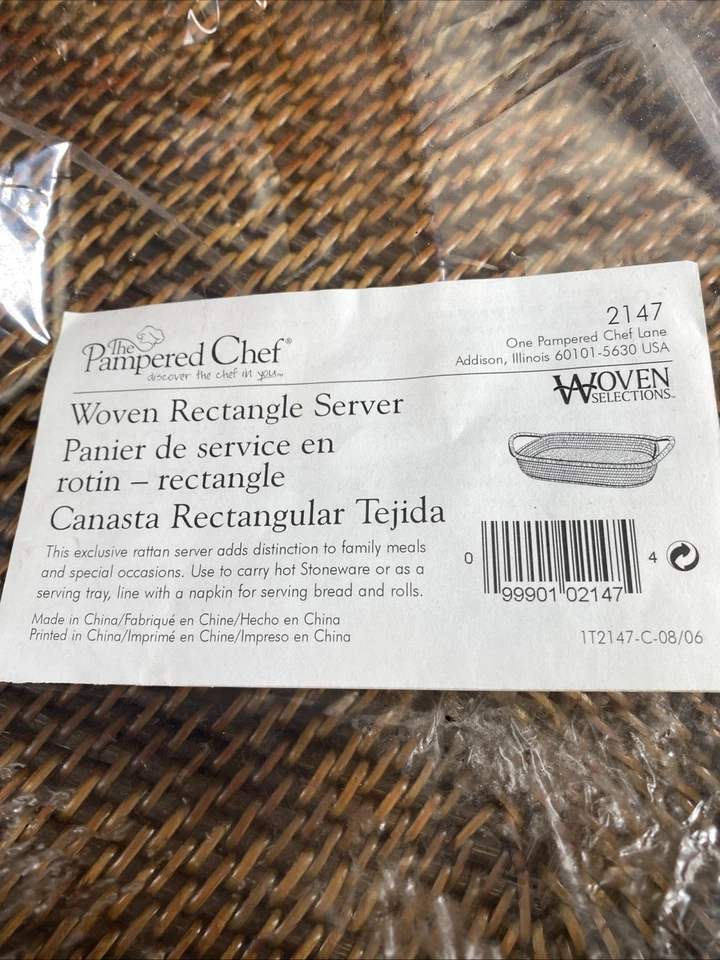 The
Pampered Chef®
discover the chef in you™
2147
One Pampered Chef Lane
Addison, Illinois 60101-5630 USA
WOVEN
SELECTIONS™
Woven Rectangle Server
Panier de service en
rotin – rectangle
Canasta Rectangular Tejida
This exclusive rattan server adds distinction to family meals
and special occasions. Use to carry hot Stoneware or as a
serving tray, line with a napkin for serving bread and rolls.
Made in China/Fabriqué en Chine/Hecho en China
Printed in China/Imprimé en Chine/Impreso en China
0 99901 02147 4
1T2147-C-08/06